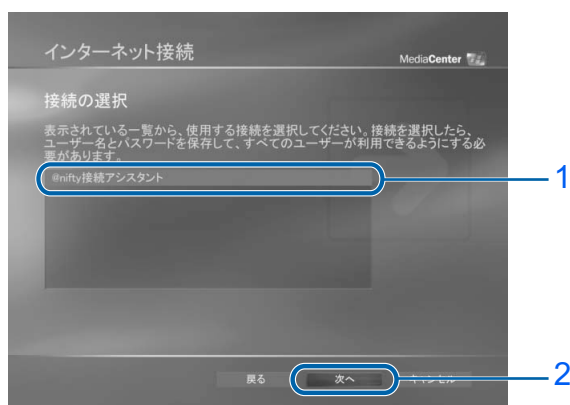 インターネット接続
MediaCenter
接続の選択
表示されている一覧から、使用する接続を選択してください。接続を選択したら、
ユーザー名とパスワードを保存して、すべてのユーザーが利用できるようにする必
要があります。
@nifty接続アシスタント
1
戻る
次へ
キャンセル
2